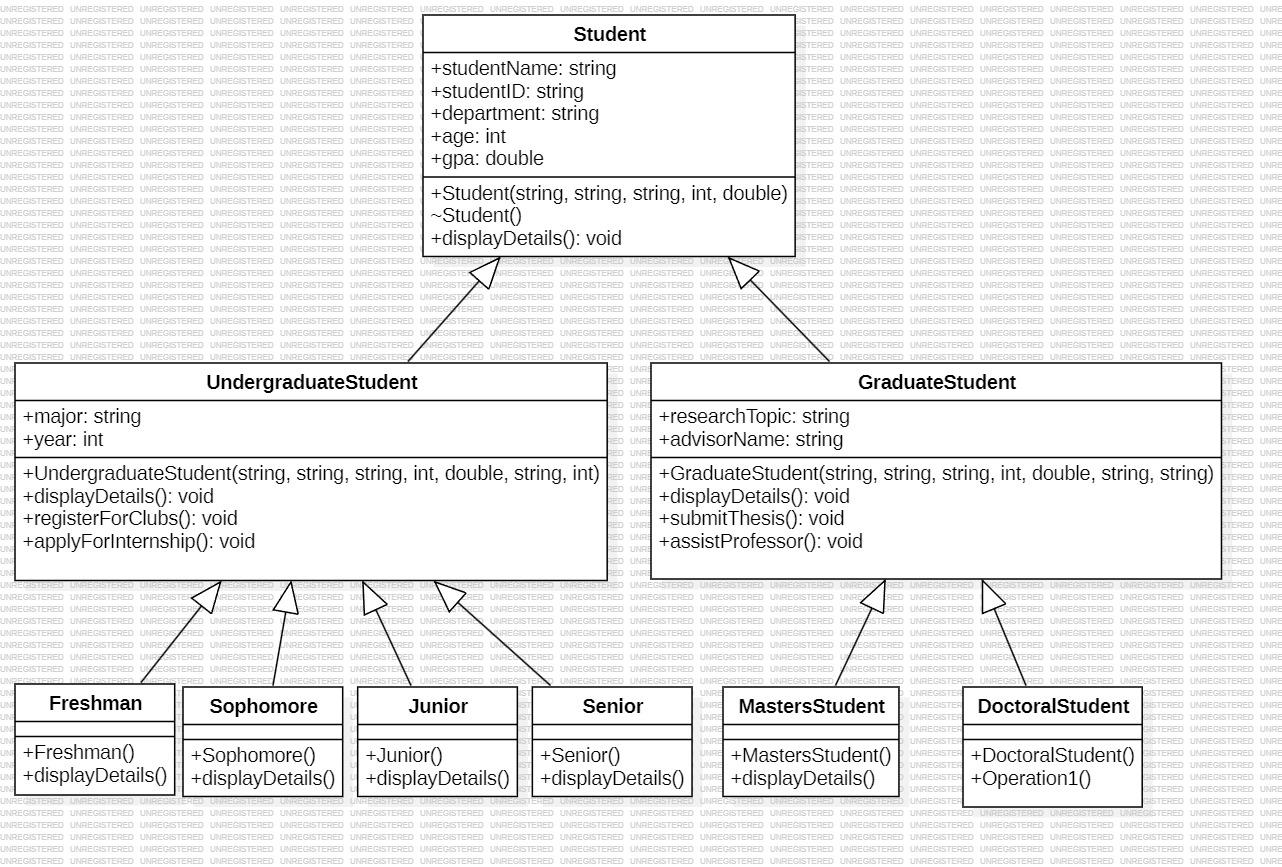 Student
+studentName: string
+studentID: string
+department: string
+age: int
+gpa: double
+Student(string, string, string, int, double)
~Student()
+displayDetails(): void
UndergraduateStudent
+major: string
+year: int
+UndergraduateStudent(string, string, string, int, double, string, int)
+displayDetails(): void
+registerForClubs(): void
+applyForInternship(): void
GraduateStudent
+researchTopic: string
+advisorName: string
+GraduateStudent(string, string, string, int, double, string, string)
+displayDetails(): void
+submitThesis(): void
+assistProfessor(): void
Freshman
+Freshman()
+displayDetails()
Sophomore
+Sophomore()
+displayDetails()
Junior
+Junior()
+displayDetails()
Senior
+Senior()
+displayDetails()
MastersStudent
+MastersStudent()
+displayDetails()
DoctoralStudent
+DoctoralStudent()
+Operation1()
UNREGISTERED